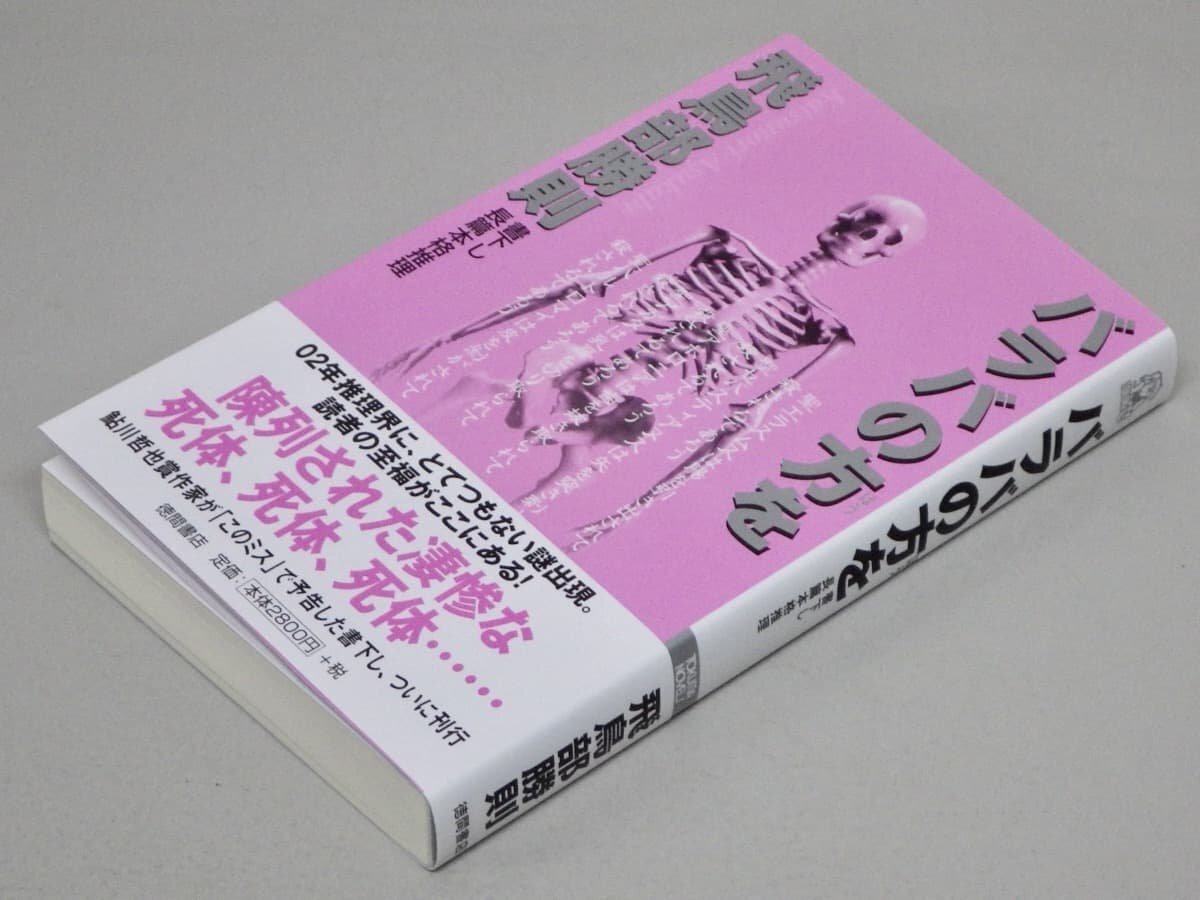 飛鳥部勝則
書下し
長篇本格推理
バラバの方を
02年推理界に、とてつもない謎出現。
読者の至福がここにある!
陳列された凄惨な
死体、死体、死体……
鮎川哲也賞作家が「このミス」で予告した書下し、ついに刊行
徳間書店 定価:本体2800円+税
バラバの方を
書下し
長篇本格推理
TOKUMA
NOVELS
飛鳥部勝則
徳間書店